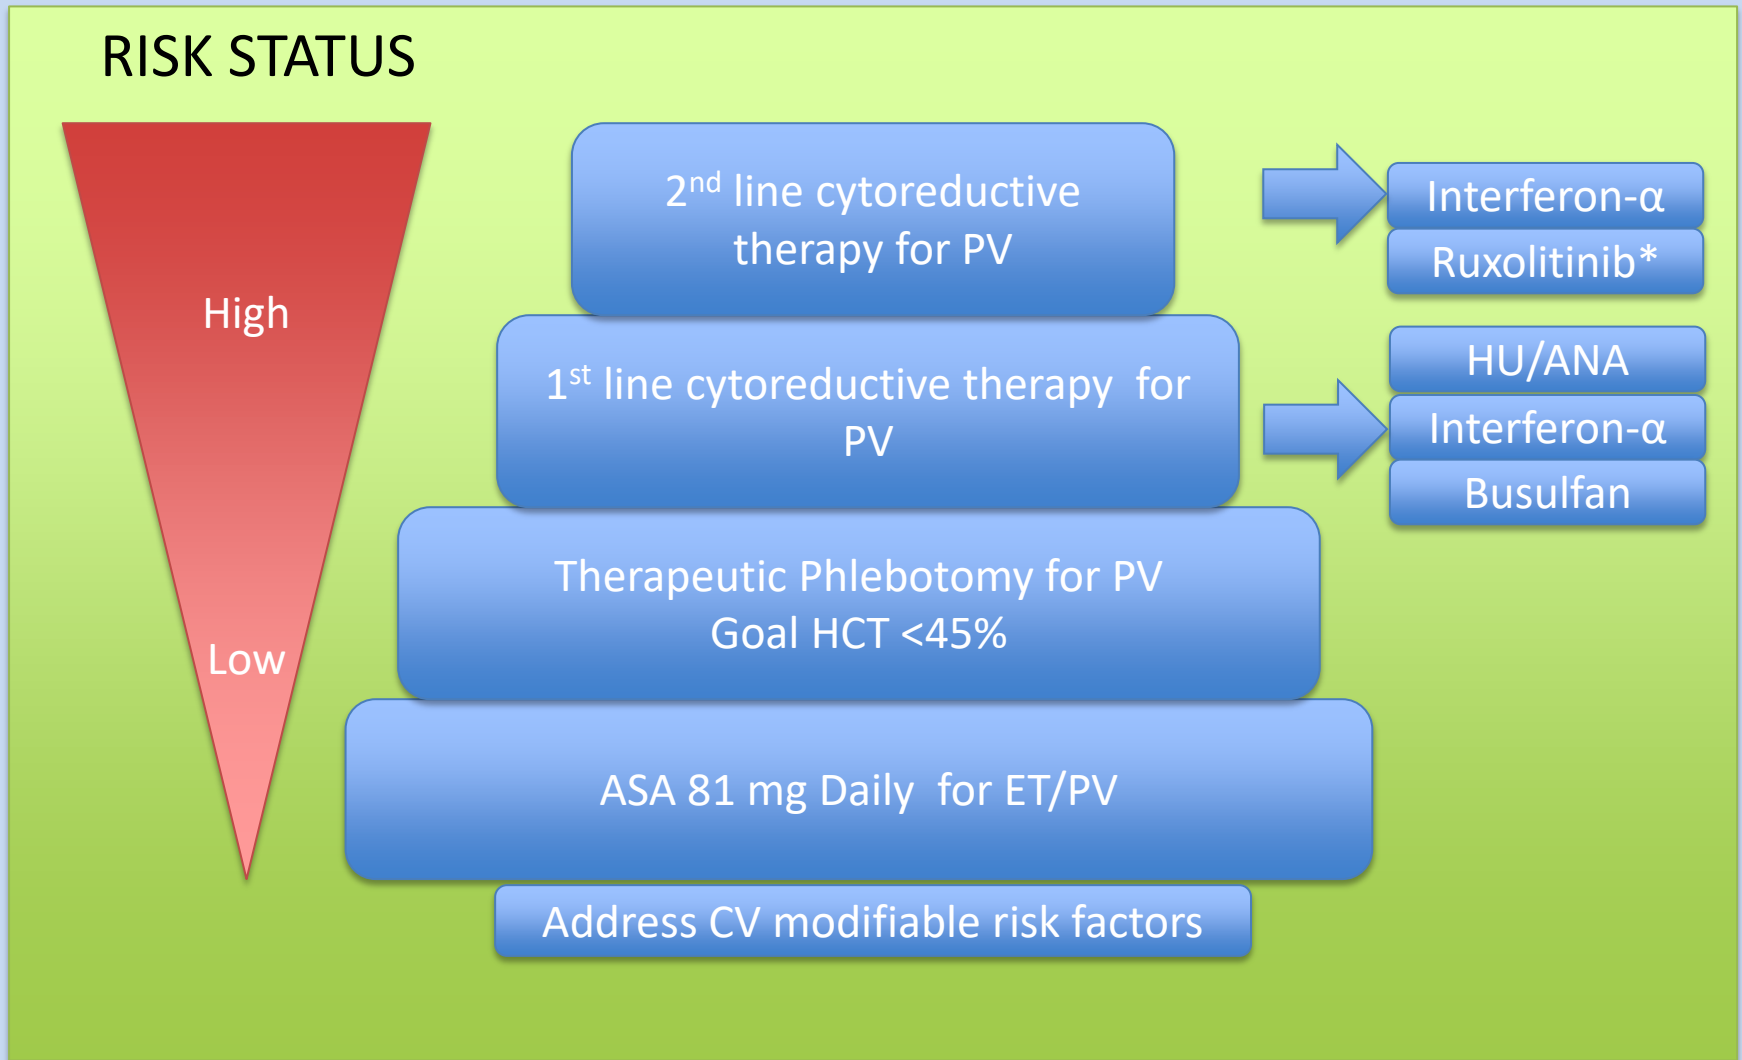 RISK STATUS
High
Low
2nd line cytoreductive
therapy for PV
Interferon-α
Ruxolitinib*
1st line cytoreductive therapy  for
PV
HU/ANA
Interferon-α
Busulfan
Therapeutic Phlebotomy for PV
Goal HCT <45%
ASA 81 mg Daily  for ET/PV
Address CV modifiable risk factors